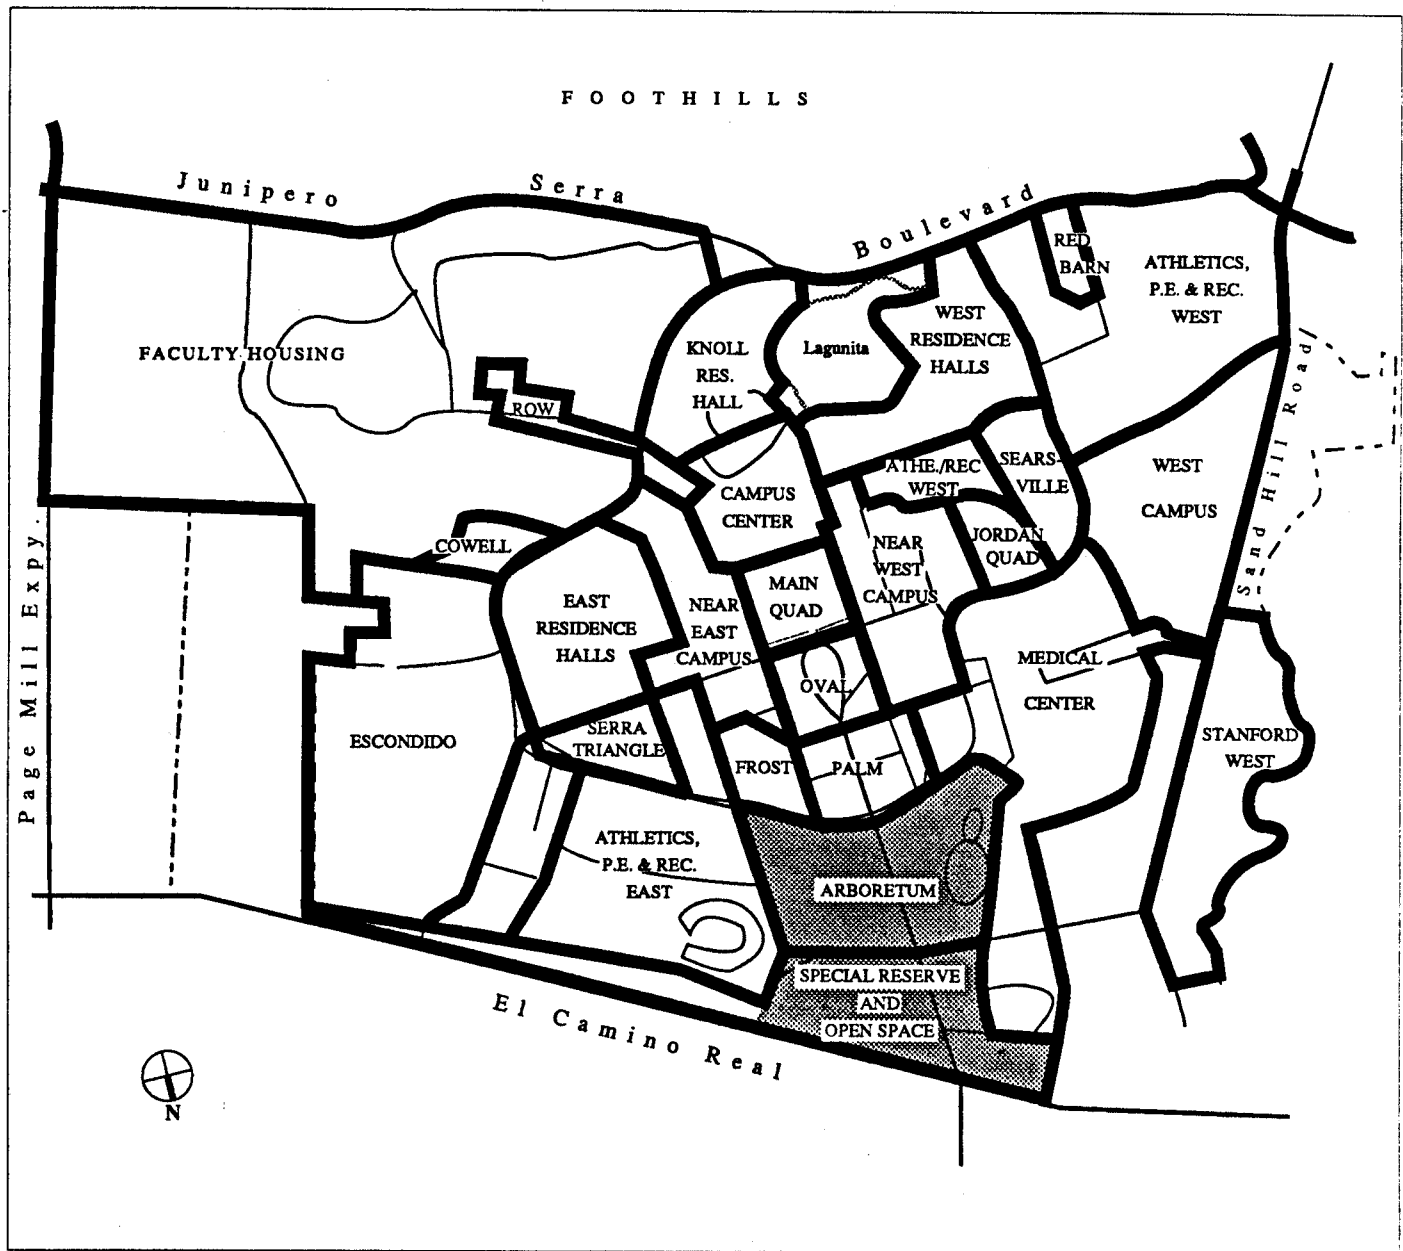 FOOTHILLS
Junipero Serra Boulevard
RED
BARN
ATHLETICS,
P.E. & REC.
WEST
WEST
RESIDENCE
HALLS
Lagunita
KNOLL
RES.
HALL
FACULTY HOUSING
ROW
Sand Hill Road
ATHE./REC
WEST
SEARS-
VILLE
WEST
CAMPUS
CAMPUS
CENTER
COWELL
JORDAN
QUAD
NEAR
WEST
CAMPUS
MAIN
QUAD
EAST
RESIDENCE
HALLS
NEAR
EAST
CAMPUS
MEDICAL
CENTER
OVAL
Page Mill Expy.
ESCONDIDO
SERRA
TRIANGLE
FROST
PALM
STANFORD
WEST
ATHLETICS,
P.E. & REC.
EAST
ARBORETUM
SPECIAL RESERVE
AND
OPEN SPACE
El Camino Real
N